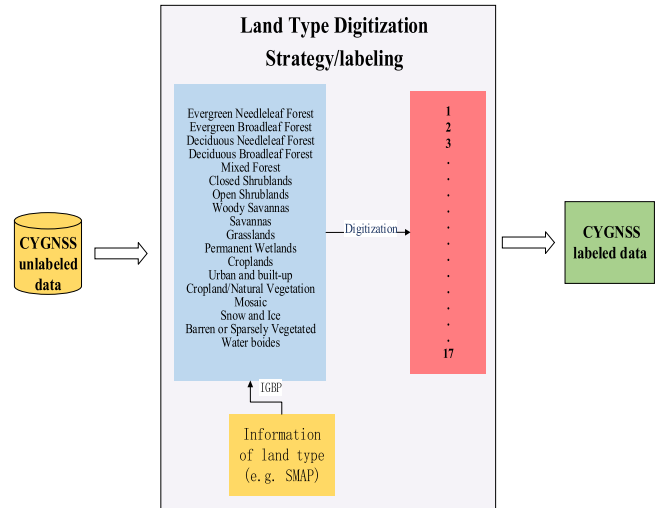 Land Type Digitization
Strategy/labeling
Evergreen Needleleaf Forest
Evergreen Broadleaf Forest
Deciduous Needleleaf Forest
Deciduous Broadleaf Forest
Mixed Forest
Closed Shrublands
Open Shrublands
Woody Savannas
Savannas
Grasslands
Permanent Wetlands
Croplands
Urban and built-up
Cropland/Natural Vegetation
Mosaic
Snow and Ice
Barren or Sparsely Vegetated
Water boides
1
2
3
.
.
.
.
.
.
.
.
.
.
.
.
.
17
Digitization
CYGNSS
unlabeled
data
CYGNSS
labeled data
IGBP
Information
of land type
(e.g. SMAP)